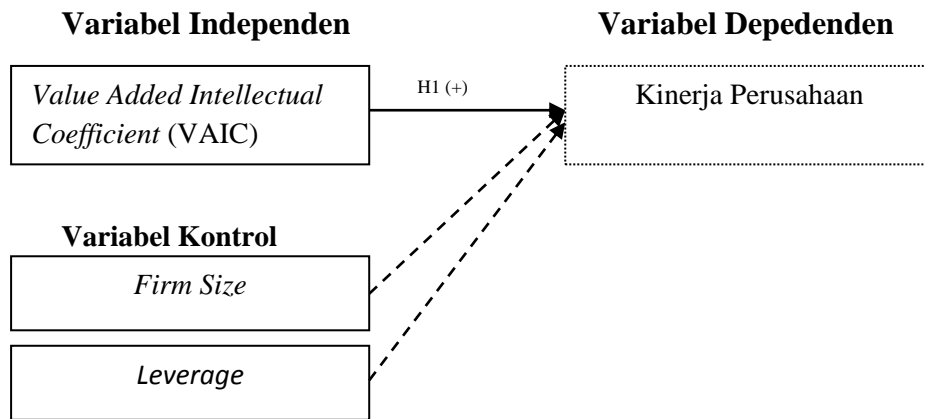 Variabel Independen
Variabel Depedenden
Value Added Intellectual
Coefficient (VAIC)
H1 (+)
Kinerja Perusahaan
Variabel Kontrol
Firm Size
Leverage